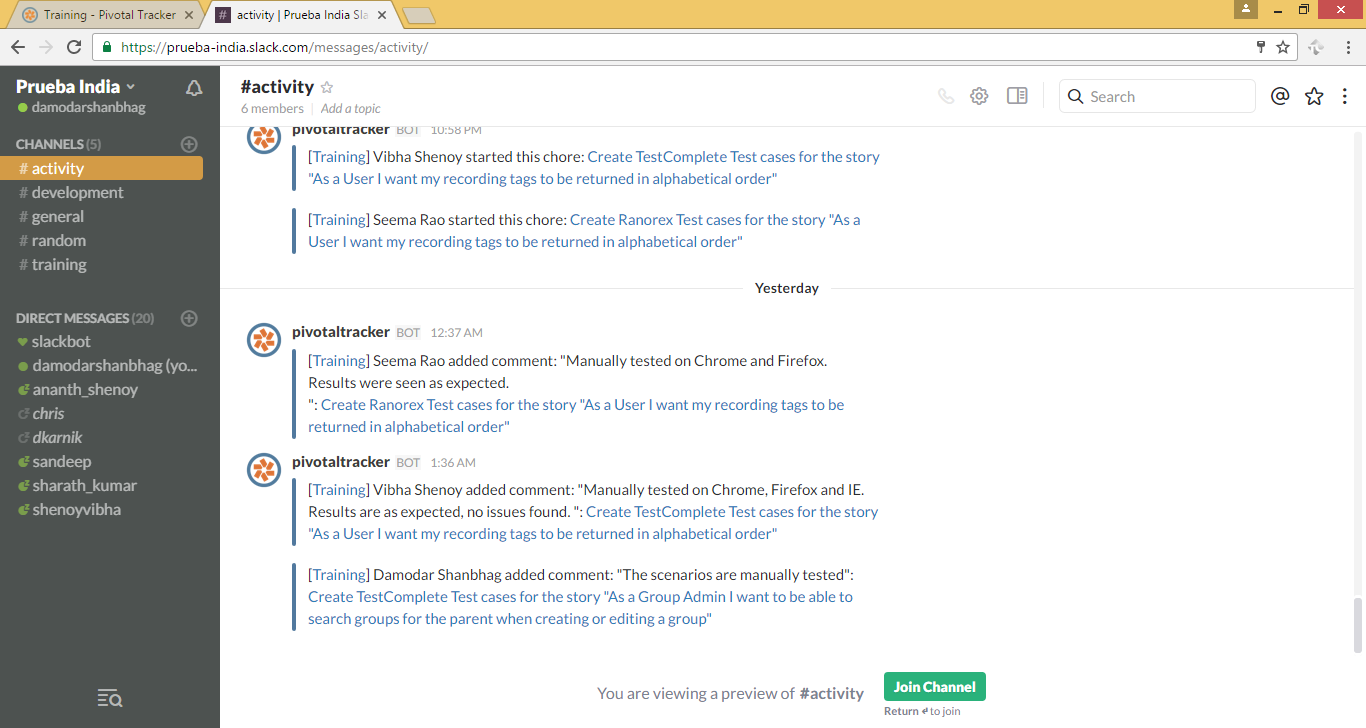 Training - Pivotal Tracker
activity | Prueba India Sla
https://prueba-india.slack.com/messages/activity/
Prueba India
damodarshanbhag
CHANNELS (5)
# activity
# development
# general
# random
# training
DIRECT MESSAGES (20)
slackbot
damodarshanbhag (yo...
ananth_shenoy
chris
dkarnik
sandeep
sharath_kumar
shenoyvibha
#activity
6 members | Add a topic
Search
pivotaltracker BOT 10:58 PM
[Training] Vibha Shenoy started this chore: Create TestComplete Test cases for the story
"As a User I want my recording tags to be returned in alphabetical order"
[Training] Seema Rao started this chore: Create Ranorex Test cases for the story "As a
User I want my recording tags to be returned in alphabetical order"
Yesterday
pivotaltracker BOT 12:37 AM
[Training] Seema Rao added comment: "Manually tested on Chrome and Firefox.
Results were seen as expected.
": Create Ranorex Test cases for the story "As a User I want my recording tags to be
returned in alphabetical order"
pivotaltracker BOT 1:36 AM
[Training] Vibha Shenoy added comment: "Manually tested on Chrome, Firefox and IE.
Results are as expected, no issues found. ": Create TestComplete Test cases for the story
"As a User I want my recording tags to be returned in alphabetical order"
[Training] Damodar Shanbhag added comment: "The scenarios are manually tested":
Create TestComplete Test cases for the story "As a Group Admin I want to be able to
search groups for the parent when creating or editing a group"
You are viewing a preview of #activity
Join Channel
Return ↵ to join